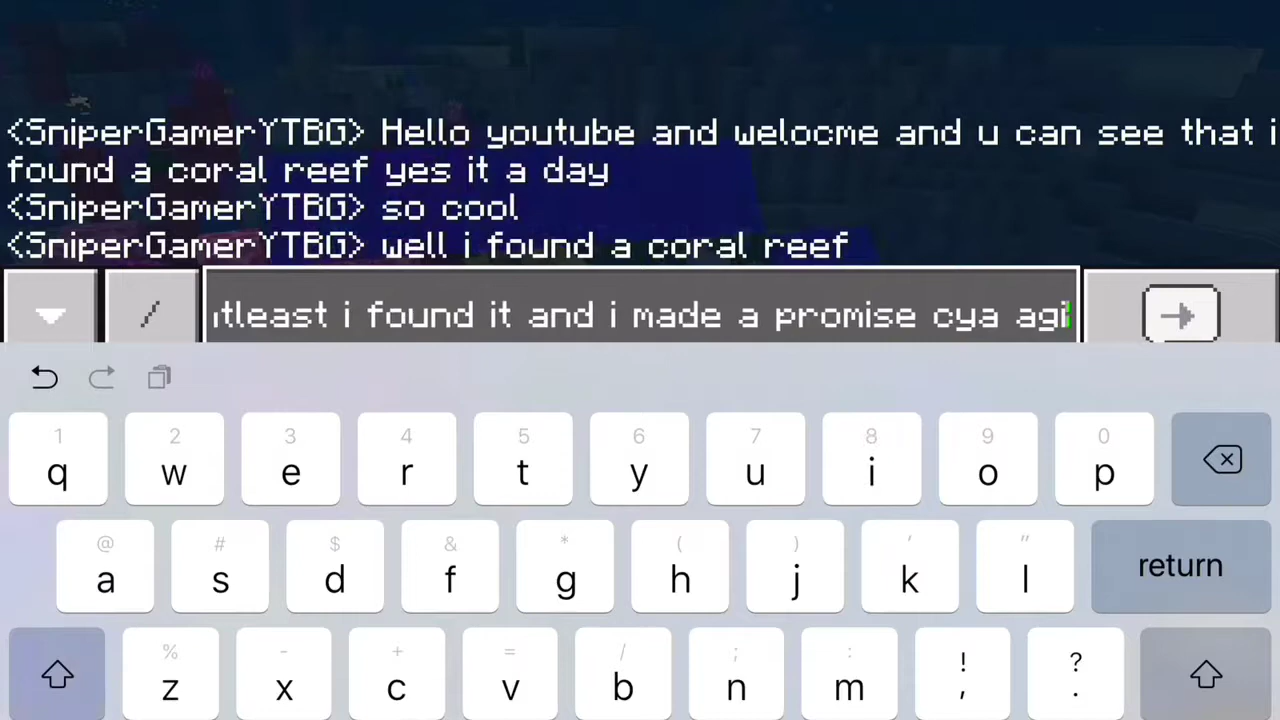 <SniperGamerYTBG> Hello youtube and welocme and u can see that i
found a coral reef yes it a day
<SniperGamerYTBG> so cool
<SniperGamerYTBG> well i found a coral reef
/ tleast i found it and i made a promise cya agi
1 2 3 4 5 6 7 8 9 0
q w e r t y u i o p
@ # $ & * ( ) ' "
a s d f g h j k l return
% - + = / ; : ! ?
z x c v b n m , .